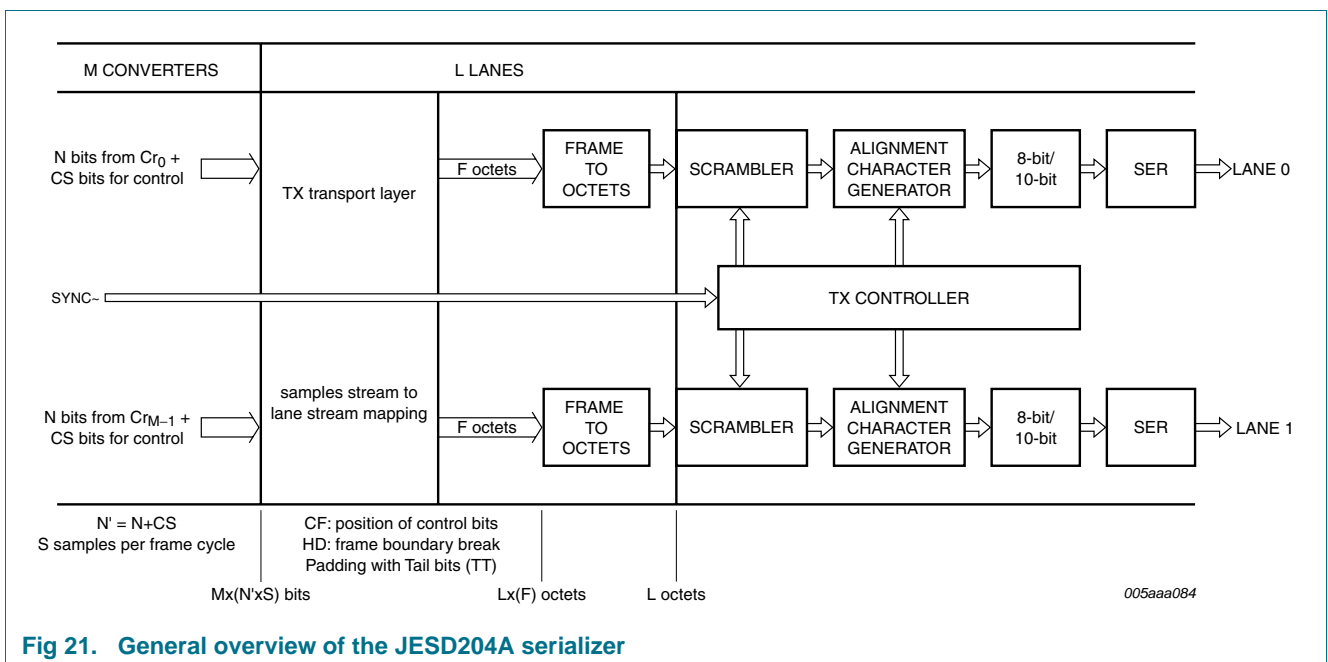 M CONVERTERS
L LANES
N bits from Cr0 +
CS bits for control
TX transport layer
F octets
FRAME
TO
OCTETS
SCRAMBLER
ALIGNMENT
CHARACTER
GENERATOR
8-bit/
10-bit
SER
LANE 0
SYNC~
TX CONTROLLER
N bits from CrM−1 +
CS bits for control
samples stream to
lane stream mapping
F octets
FRAME
TO
OCTETS
SCRAMBLER
ALIGNMENT
CHARACTER
GENERATOR
8-bit/
10-bit
SER
LANE 1
N' = N+CS
S samples per frame cycle
CF: position of control bits
HD: frame boundary break
Padding with Tail bits (TT)
Mx(N'xS) bits
Lx(F) octets
L octets
005aaa084
Fig 21. General overview of the JESD204A serializer